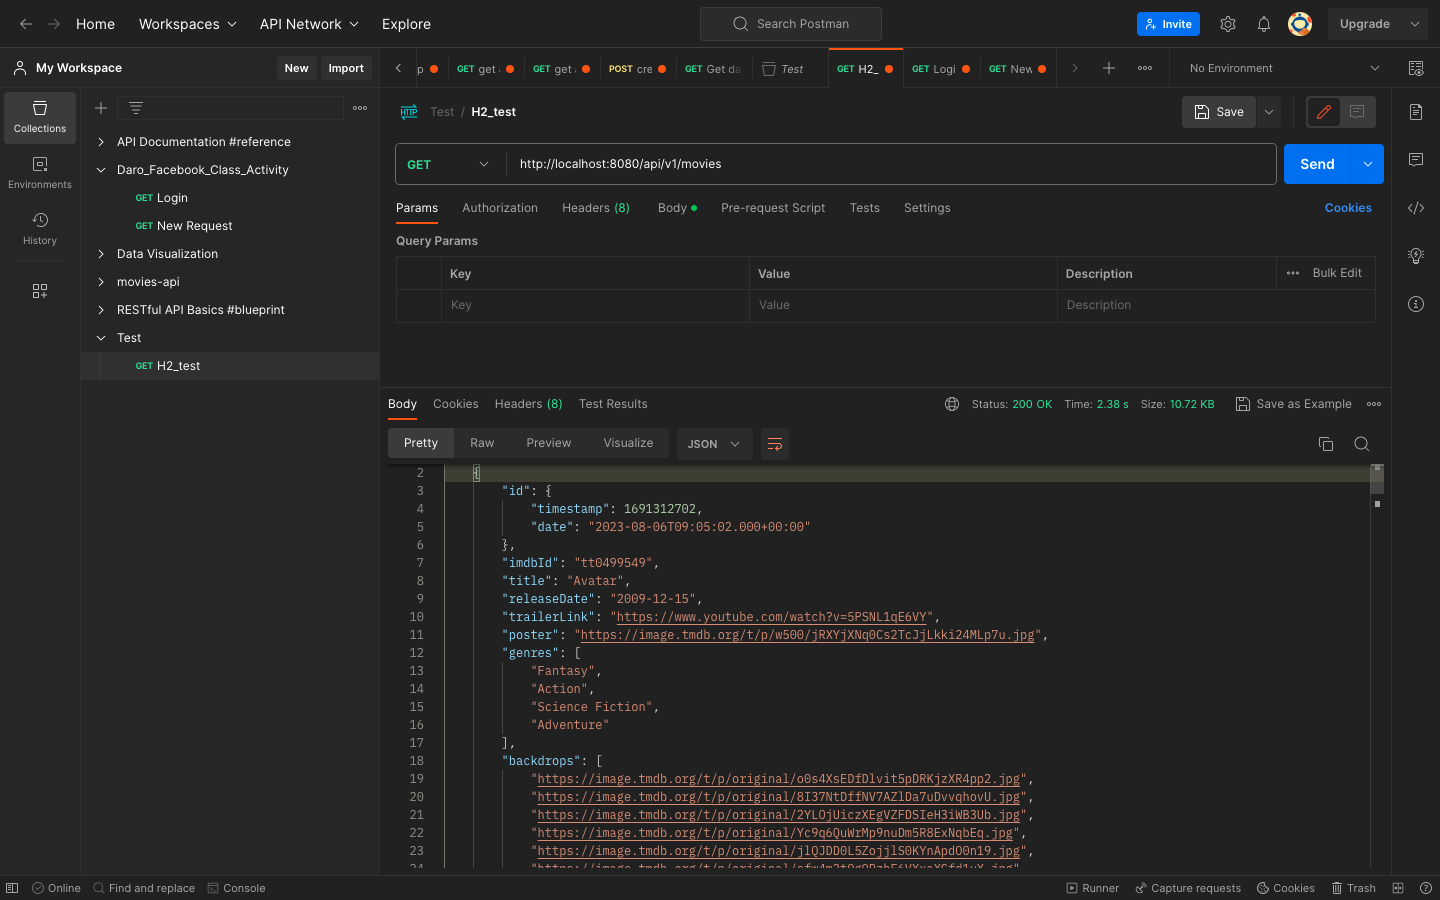 Home Workspaces API Network Explore Search Postman Invite Upgrade
My Workspace New Import
p GET get GET get POST cre GET Get da Test GET H2_ GET Logi GET New No Environment
Collections
Environments
History
API Documentation #reference
Daro_Facebook_Class_Activity
GET Login
GET New Request
Data Visualization
movies-api
RESTful API Basics #blueprint
Test
GET H2_test
HTTP Test / H2_test Save
GET http://localhost:8080/api/v1/movies Send
Params Authorization Headers (8) Body Pre-request Script Tests Settings Cookies
Query Params
Key Value Description Bulk Edit
Key Value Description
Body Cookies Headers (8) Test Results Status: 200 OK Time: 2.38 s Size: 10.72 KB Save as Example
Pretty Raw Preview Visualize JSON
2 {
3 "id": {
4 "timestamp": 1691312702,
5 "date": "2023-08-06T09:05:02.000+00:00"
6 },
7 "imdbId": "tt0499549",
8 "title": "Avatar",
9 "releaseDate": "2009-12-15",
10 "trailerLink": "https://www.youtube.com/watch?v=5PSNL1qE6VY",
11 "poster": "https://image.tmdb.org/t/p/w500/jRXYjXNq0Cs2TcJjLkki24MLp7u.jpg",
12 "genres": [
13 "Fantasy",
14 "Action",
15 "Science Fiction",
16 "Adventure"
17 ],
18 "backdrops": [
19 "https://image.tmdb.org/t/p/original/o0s4XsEDfDlvit5pDRKjzXR4pp2.jpg",
20 "https://image.tmdb.org/t/p/original/8I37NtDffNV7AZlDa7uDvvqhovU.jpg",
21 "https://image.tmdb.org/t/p/original/2YLOjUiczXEgVZFDSIeH3iWB3Ub.jpg",
22 "https://image.tmdb.org/t/p/original/Yc9q6QuWrMp9nuDm5R8ExNqbEq.jpg",
23 "https://image.tmdb.org/t/p/original/jlQJDD0L5ZojjlS0KYnApdO0n19.jpg",
Online Find and replace Console Runner Capture requests Cookies Trash